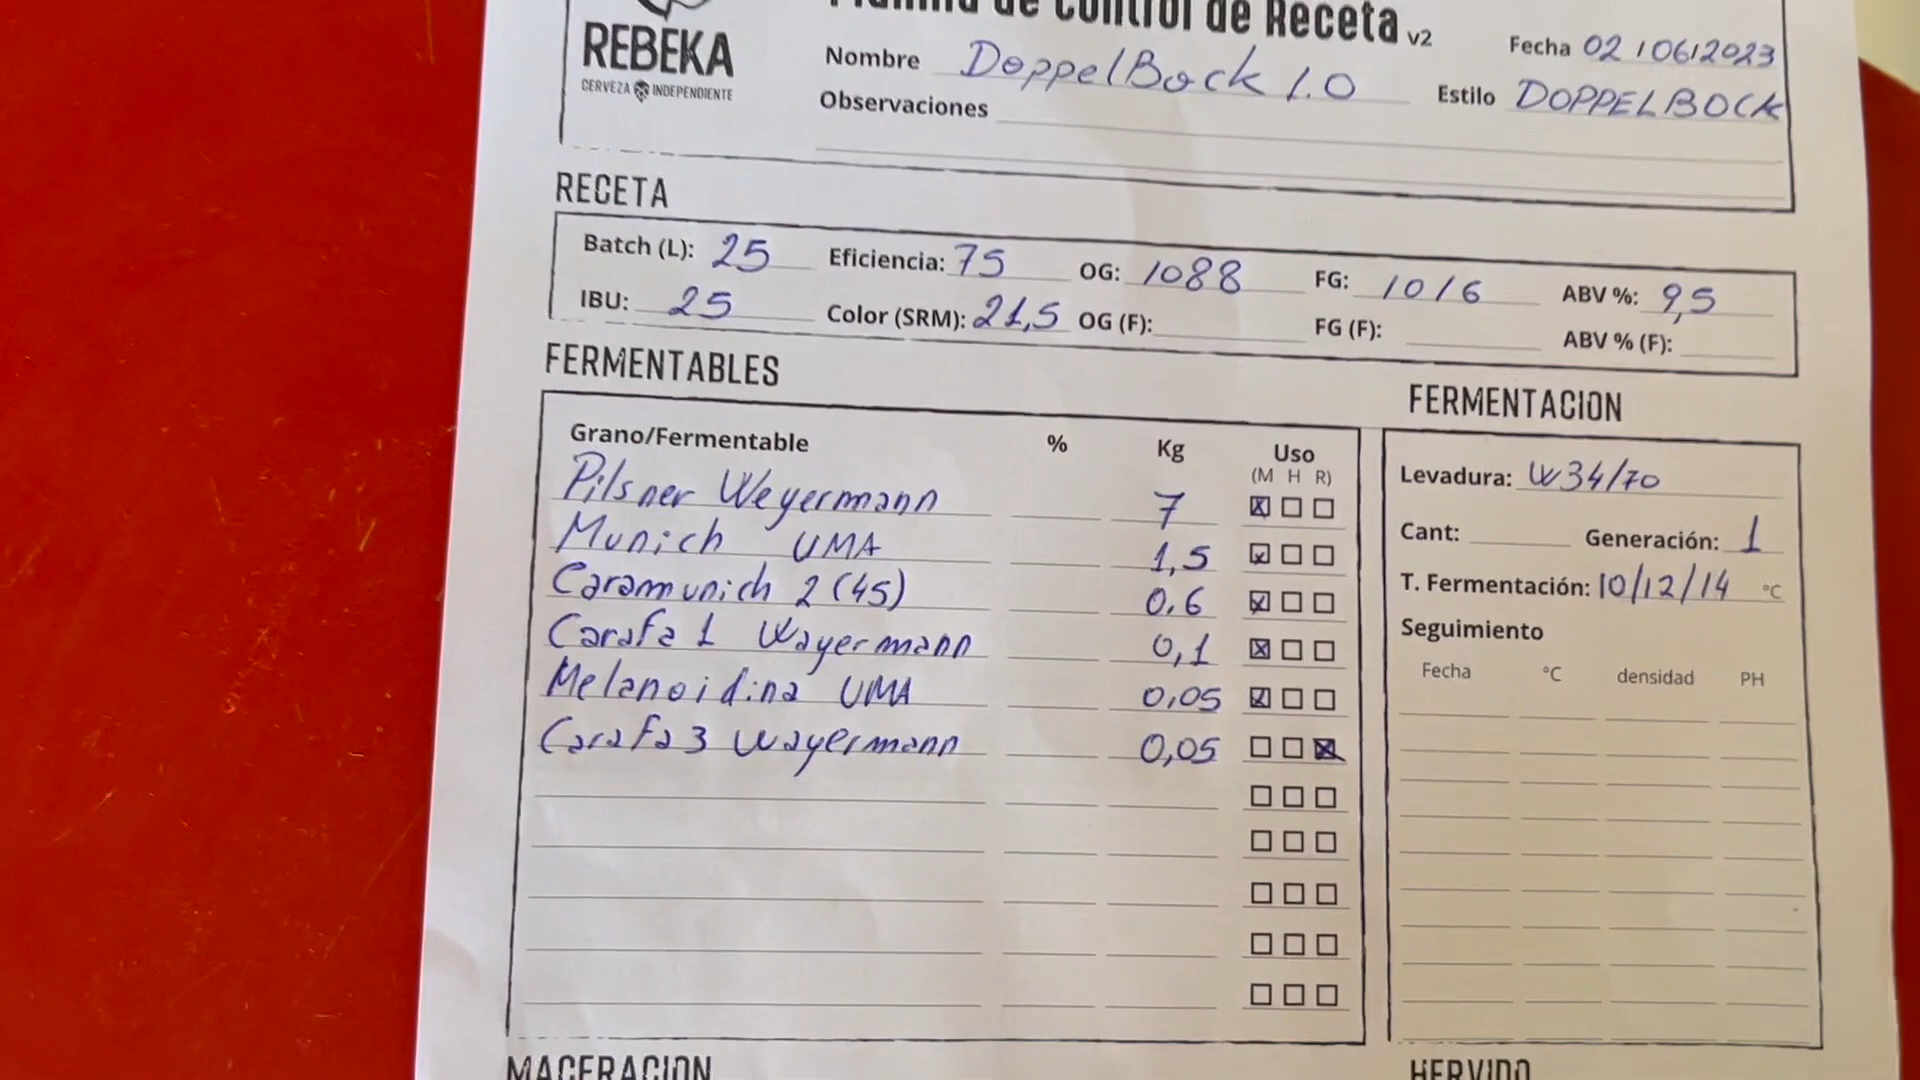 Planilla de Control de Receta v2
REBEKA
CERVEZA INDEPENDIENTE
Nombre DoppelBock 1.0
Fecha 02/06/2023
Observaciones
Estilo DOPPELBOCK
RECETA
Batch (L): 25 Eficiencia: 75 OG: 1088 FG: 1016 ABV %: 9,5
IBU: 25 Color (SRM): 21,5 OG (F): FG (F): ABV % (F):
FERMENTABLES
Grano/Fermentable % Kg Uso
(M H R)
Pilsner Weyermann 7
Munich UMA 1,5
Caramunich 2 (45) 0,6
Carafa 1 Wayermann 0,1
Melanoidina UMA 0,05
Carafa 3 Wayermann 0,05
FERMENTACION
Levadura: W34/70
Cant: Generación: 1
T. Fermentación: 10/12/14 °C
Seguimiento
Fecha °C densidad PH
MACERACION
HERVIDO